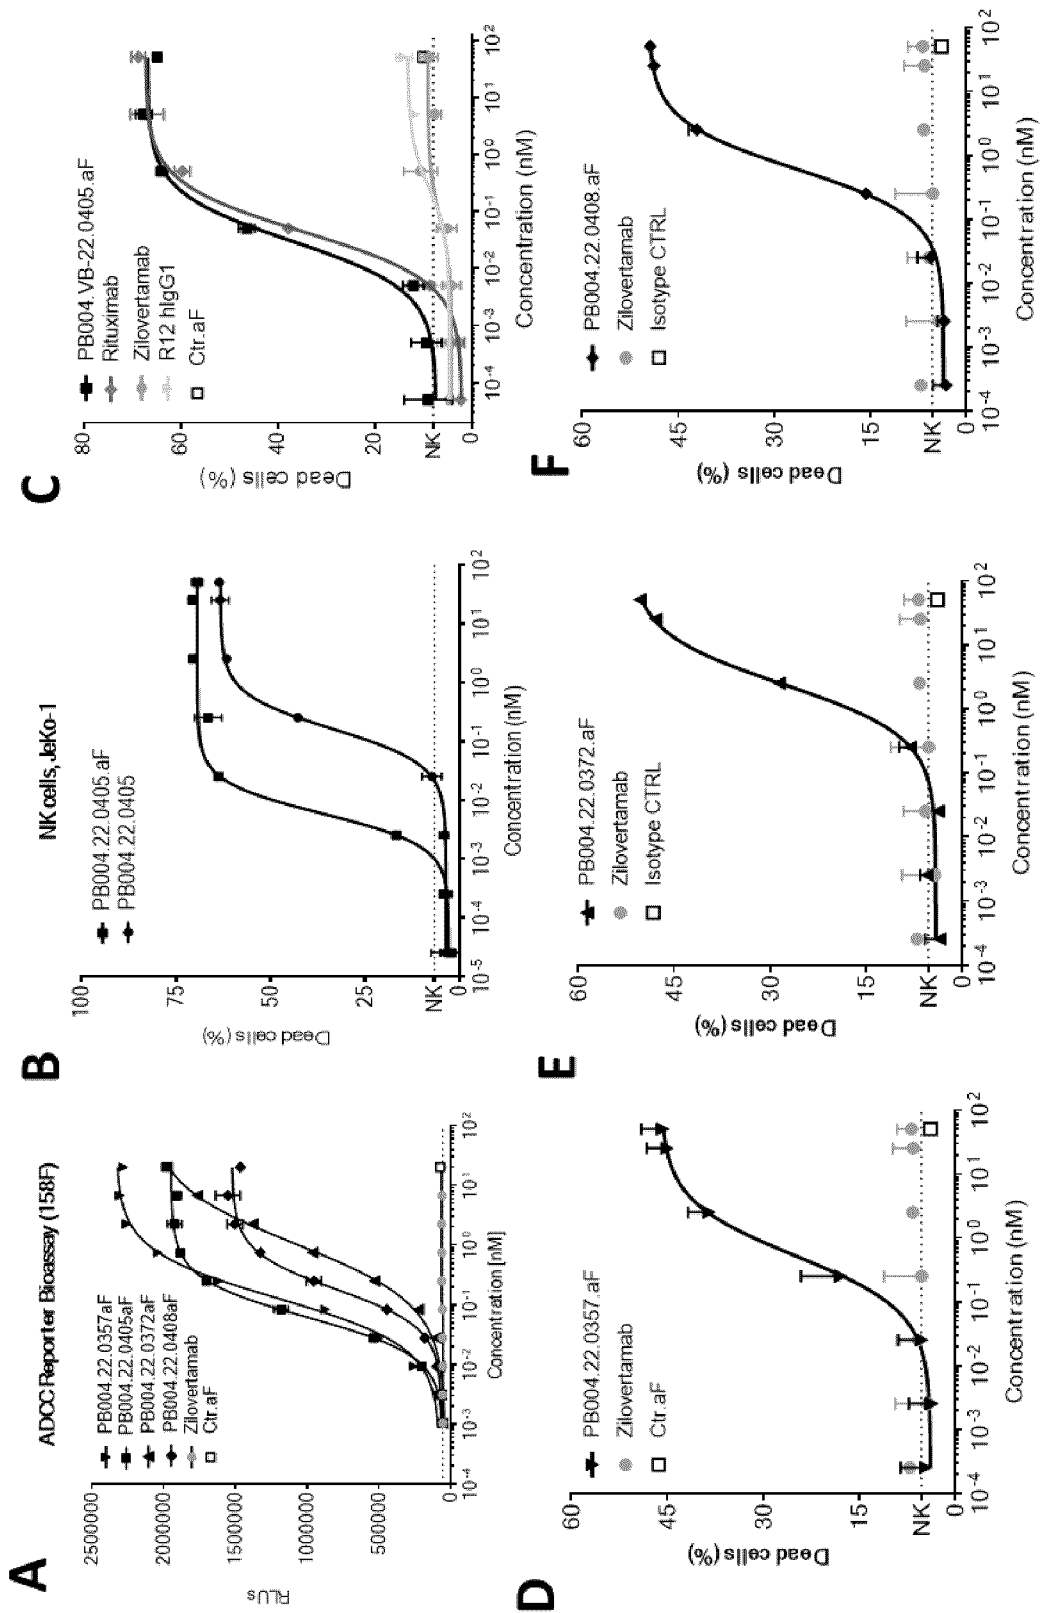 A
ADCC Reporter Bioassay (158F)
PB004.22.0357aF
PB004.22.0405aF
PB004.22.0372aF
PB004.22.0408aF
Zilovertamab
Ctr.aF
RLUs
2500000
2000000
1500000
1000000
500000
0
10-4
10-3
10-2
10-1
100
101
102
Concentration [nM]
B
NK cells, JeKo-1
PB004.22.0405.aF
PB004.22.0405
Dead cells (%)
100
75
50
25
NK
0
10-5
10-4
10-3
10-2
10-1
100
101
102
Concentration (nM)
C
PB004.VB-22.0405.aF
Rituximab
Zilovertamab
R12 hIgG1
Ctr.aF
Dead cells (%)
80
60
40
20
NK
0
10-4
10-3
10-2
10-1
100
101
102
Concentration (nM)
D
PB004.22.0357.aF
Zilovertamab
Ctr.aF
Dead cells (%)
60
45
30
15
NK
0
10-4
10-3
10-2
10-1
100
101
102
Concentration (nM)
E
PB004.22.0372.aF
Zilovertamab
Isotype CTRL
Dead cells (%)
60
45
30
15
NK
0
10-4
10-3
10-2
10-1
100
101
102
Concentration (nM)
F
PB004.22.0408.aF
Zilovertamab
Isotype CTRL
Dead cells (%)
60
45
30
15
NK
0
10-4
10-3
10-2
10-1
100
101
102
Concentration (nM)